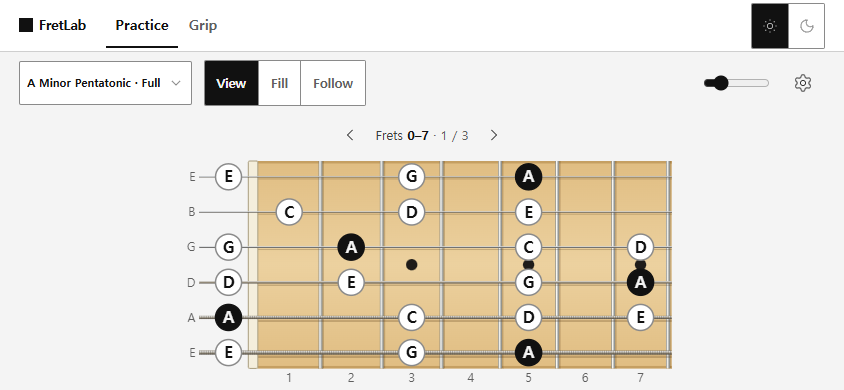 FretLab Practice Grip
A Minor Pentatonic · Full View Fill Follow
Frets 0–7 · 1 / 3
E E G A
B C D E
G G A C D
D D E G A
A A C D E
E E G A
1 2 3 4 5 6 7